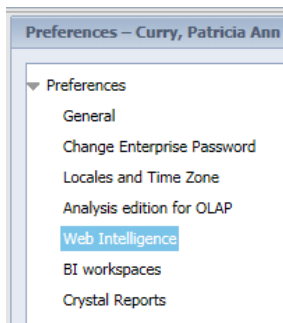 Preferences – Curry, Patricia Ann
Preferences
General
Change Enterprise Password
Locales and Time Zone
Analysis edition for OLAP
Web Intelligence
BI workspaces
Crystal Reports